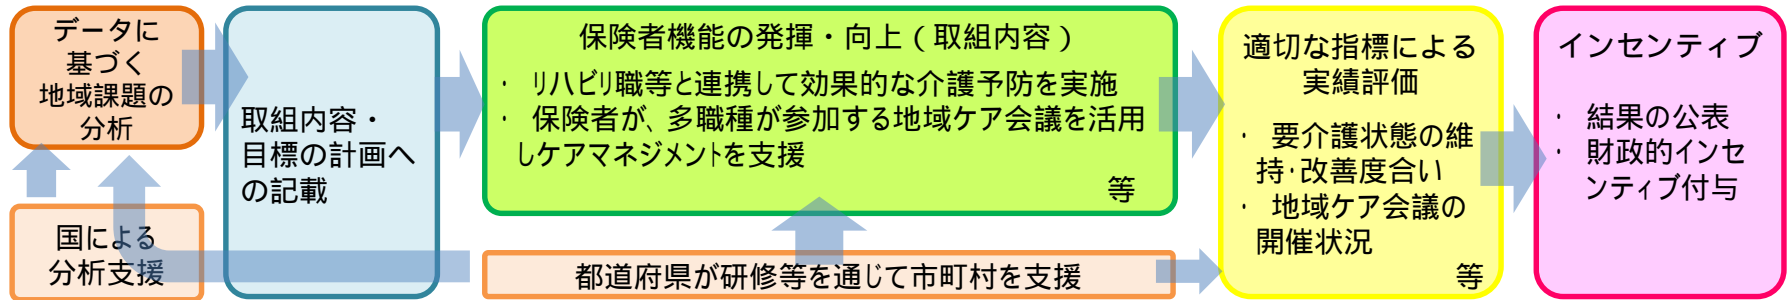 データに
基づく
地域課題の
分析
国による
分析支援
取組内容・
目標の計画へ
の記載
保険者機能の発揮・向上（取組内容）
・ リハビリ職等と連携して効果的な介護予防を実施
・ 保険者が、多職種が参加する地域ケア会議を活用
しケアマネジメントを支援
等
都道府県が研修等を通じて市町村を支援
適切な指標による
実績評価
・ 要介護状態の維
持・改善度合い
・ 地域ケア会議の
開催状況
等
インセンティブ
・ 結果の公表
・ 財政的インセ
ンティブ付与